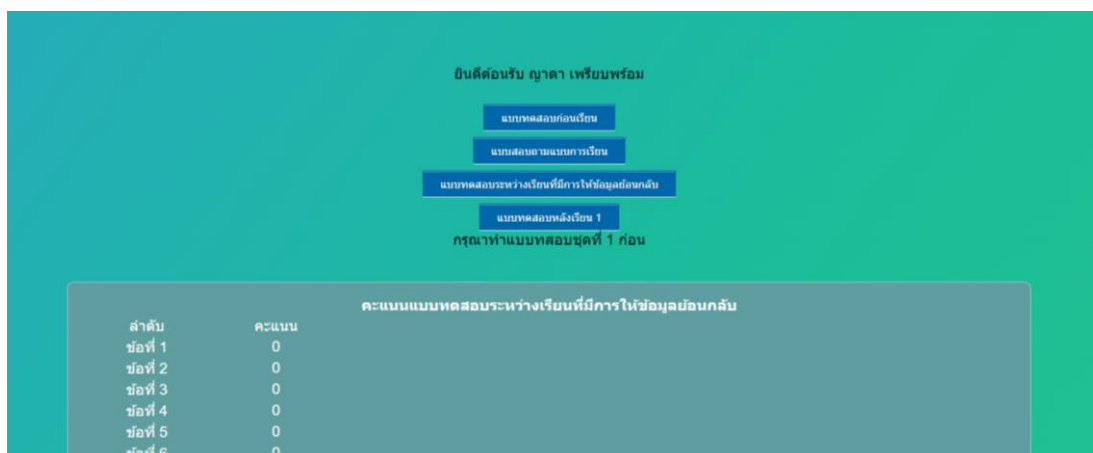 ยินดีต้อนรับ ญาดา เพรียบพร้อม
แบบทดสอบก่อนเรียน
แบบสอบถามแบบการเรียน
แบบทดสอบระหว่างเรียนที่มีการให้ข้อมูลย้อนกลับ
แบบทดสอบหลังเรียน 1
กรุณาทำแบบทสอบชุดที่ 1 ก่อน
คะแนนแบบทดสอบระหว่างเรียนที่มีการให้ข้อมูลย้อนกลับ
ลำดับ คะแนน
ข้อที่ 1 0
ข้อที่ 2 0
ข้อที่ 3 0
ข้อที่ 4 0
ข้อที่ 5 0
ข้อที่ 6 0